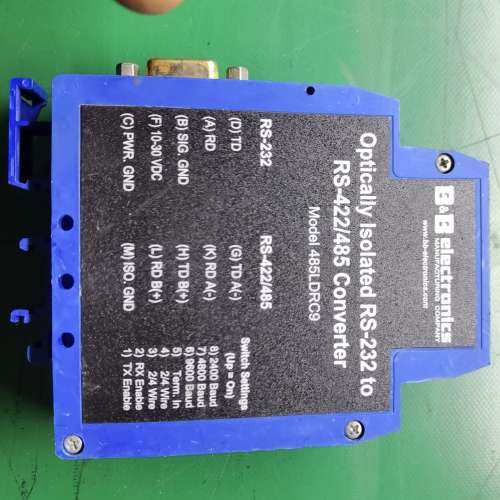 B&B electronics
MANUFACTURING COMPANY
www.bb-electronics.com
Optically Isolated RS-232 to
RS-422/485 Converter
Model 485LDRC9
RS-232
(D) TD
(A) RD
(B) SIG. GND
(F) 10-30 VDC
(C) PWR. GND
RS-422/485
(G) TD A(-)
(K) RD A(-)
(H) TD B(+)
(L) RD B(+)
(M) ISO. GND
Switch Settings
(Up = On)
8) 2400 Baud
7) 4800 Baud
6) 9600 Baud
5) Term. In
4) 2/4 Wire
3) 2/4 Wire
2) RX Enable
1) TX Enable